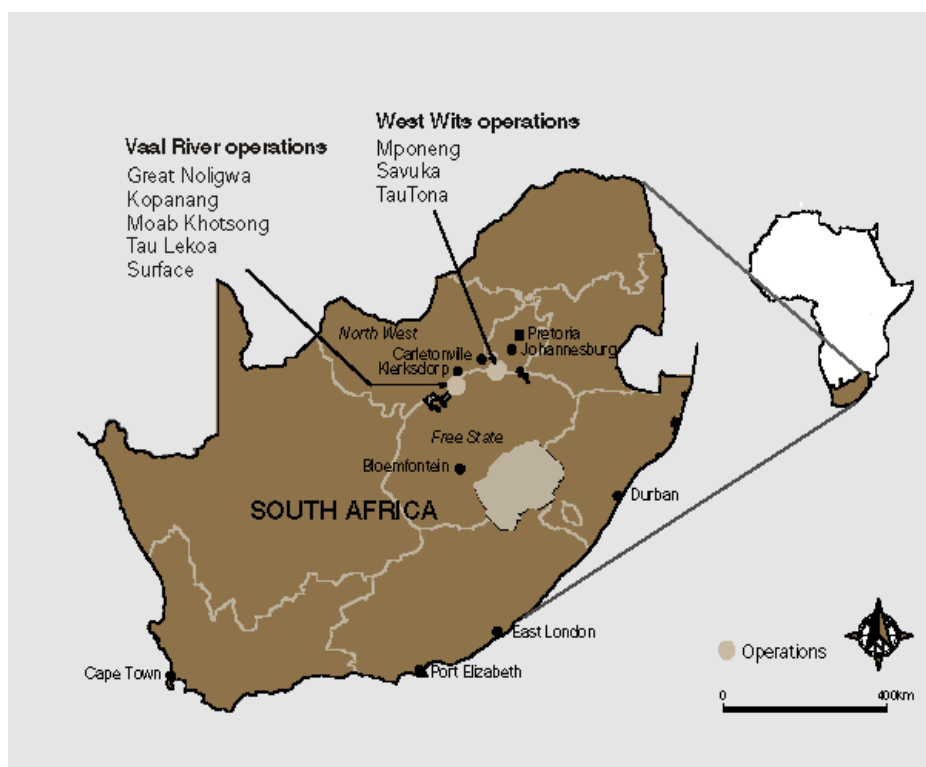 West Wits operations
Mponeng
Savuka
TauTona
Vaal River operations
Great Noligwa
Kopanang
Moab Khotsong
Tau Lekoa
Surface
North West
Pretoria
Johannesburg
Carletonville
Klerksdorp
Free State
Bloemfontein
Durban
SOUTH AFRICA
East London
Port Elizabeth
Cape Town
Operations
0 400km